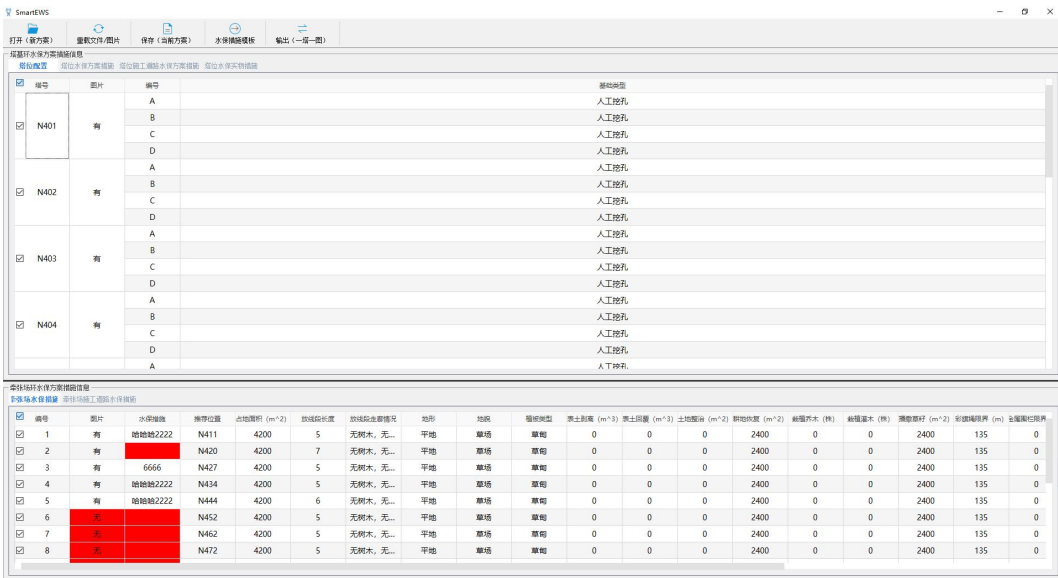 SmartEWS
打开（新方案） 重载文件/图片 保存（当前方案） 水保措施模板 输出（一塔一图）
塔基环水保方案措施信息
塔位配置 塔位水保方案措施 塔位施工道路水保方案措施 塔位水保实物措施
塔号 图片 编号 基础类型
A 人工挖孔
B 人工挖孔
N401 有
C 人工挖孔
D 人工挖孔
A 人工挖孔
B 人工挖孔
N402 有
C 人工挖孔
D 人工挖孔
A 人工挖孔
B 人工挖孔
N403 有
C 人工挖孔
D 人工挖孔
A 人工挖孔
B 人工挖孔
N404 有
C 人工挖孔
D 人工挖孔
A 人工挖孔
牵张场环水保方案措施信息
牵张场水保措施 牵张场施工道路水保措施
编号 图片 水保措施 推荐位置 占地面积（m^2） 放线段长度 放线段走廊情况 地形 地貌 植被类型 表土剥离（m^3） 表土回覆（m^3） 土地整治（m^2） 耕地恢复（m^2） 栽植乔木（株） 栽植灌木（株） 撒播草籽（m^2） 彩旗绳限界（m） 金属围栏限界
1 有 哈哈哈2222 N411 4200 5 无树木，无... 平地 草场 草甸 0 0 0 2400 0 0 2400 135 0
2 有 N420 4200 7 无树木，无... 平地 草场 草甸 0 0 0 2400 0 0 2400 135 0
3 有 6666 N427 4200 5 无树木，无... 平地 草场 草甸 0 0 0 2400 0 0 2400 135 0
4 有 哈哈哈2222 N434 4200 5 无树木，无... 平地 草场 草甸 0 0 0 2400 0 0 2400 135 0
5 有 哈哈哈2222 N444 4200 6 无树木，无... 平地 草场 草甸 0 0 0 2400 0 0 2400 135 0
6 无 N452 4200 5 无树木，无... 平地 草场 草甸 0 0 0 2400 0 0 2400 135 0
7 无 N462 4200 5 无树木，无... 平地 草场 草甸 0 0 0 2400 0 0 2400 135 0
8 无 N472 4200 5 无树木，无... 平地 草场 草甸 0 0 0 2400 0 0 2400 135 0